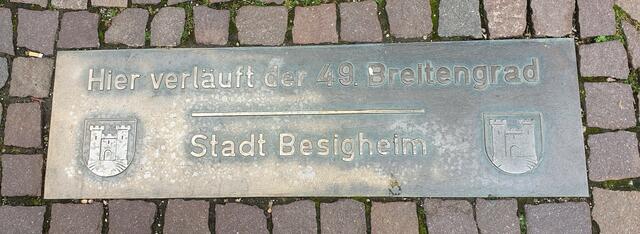 Hier verläuft der 49. Breitengrad
Stadt Besigheim